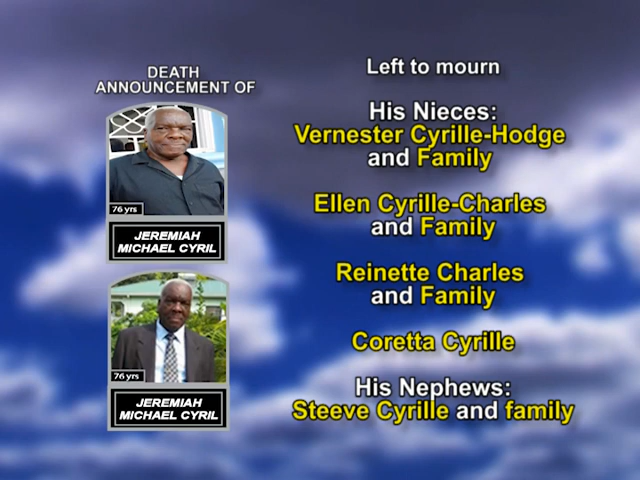 DEATH
ANNOUNCEMENT OF
76 yrs
JEREMIAH
MICHAEL CYRIL
76 yrs
JEREMIAH
MICHAEL CYRIL
Left to mourn
His Nieces:
Vernester Cyrille-Hodge
and Family
Ellen Cyrille-Charles
and Family
Reinette Charles
and Family
Coretta Cyrille
His Nephews:
Steeve Cyrille and family